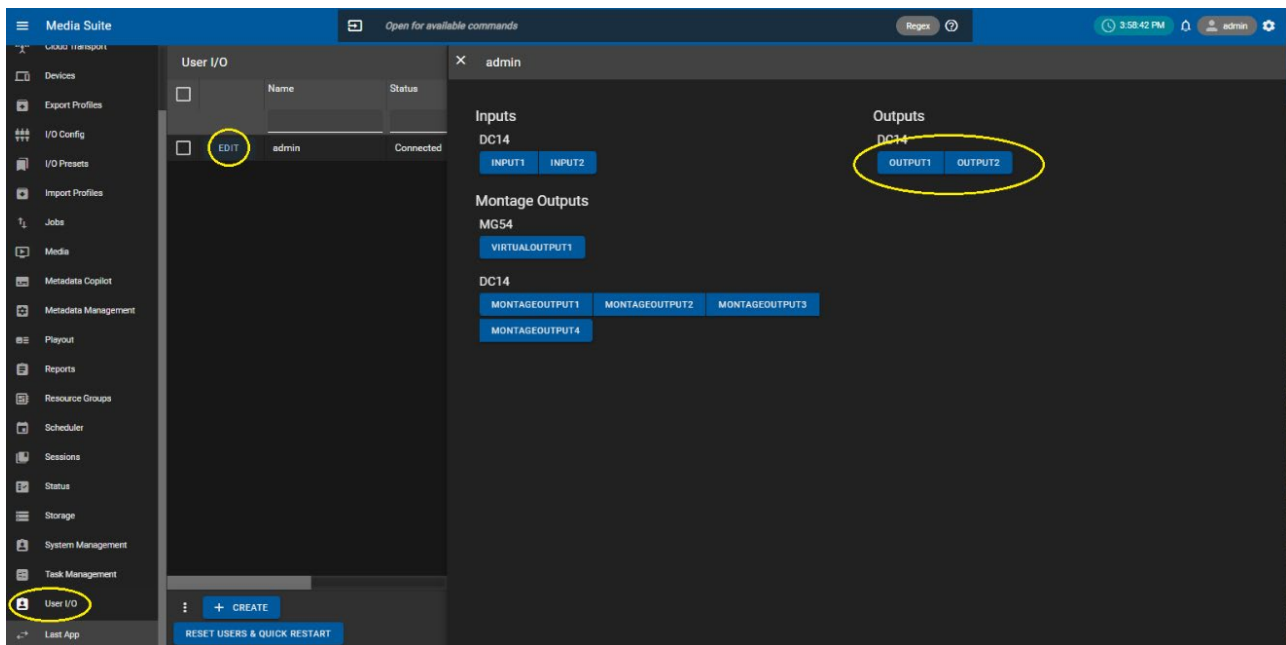 Media Suite
Open for available commands
Regex
3:58:42 PM
admin
Cloud Transport
Devices
Export Profiles
I/O Config
I/O Presets
Import Profiles
Jobs
Media
Metadata Copilot
Metadata Management
Playout
Reports
Resource Groups
Scheduler
Sessions
Status
Storage
System Management
Task Management
User I/O
Last App
User I/O
Name
Status
EDIT
admin
Connected
+ CREATE
RESET USERS & QUICK RESTART
× admin
Inputs
DC14
INPUT1 INPUT2
Montage Outputs
MG54
VIRTUALOUTPUT1
DC14
MONTAGEOUTPUT1 MONTAGEOUTPUT2 MONTAGEOUTPUT3
MONTAGEOUTPUT4
Outputs
DC14
OUTPUT1 OUTPUT2